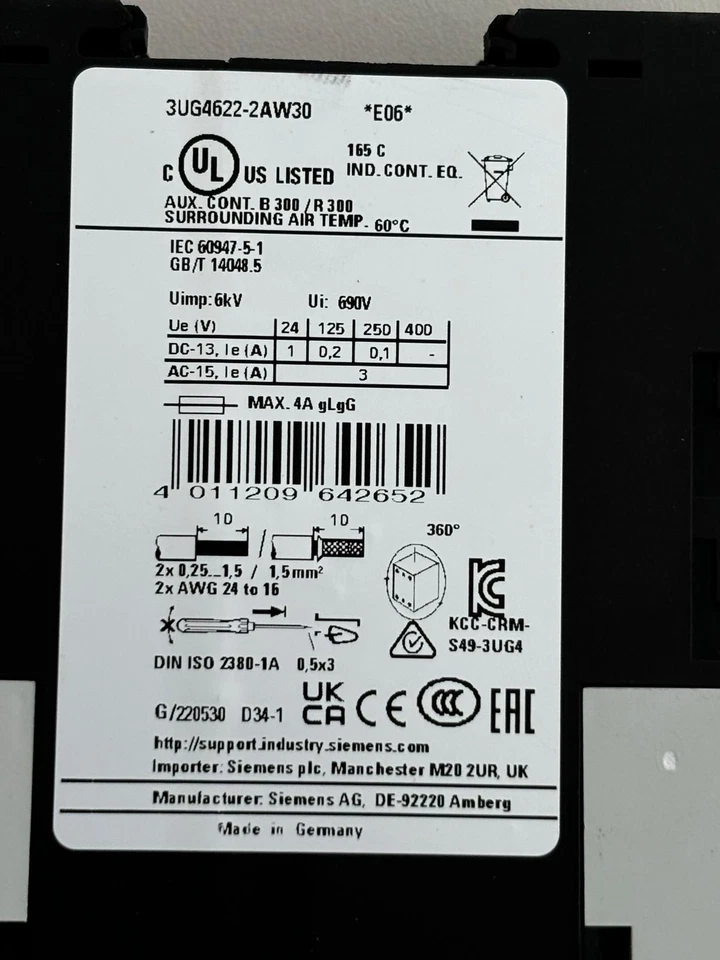 3UG4622-2AW30 *E06*
C UL US LISTED 165 C
IND. CONT. EQ.
AUX. CONT. B 300 / R 300
SURROUNDING AIR TEMP. 60°C
IEC 60947-5-1
GB/T 14048.5
Uimp: 6kV Ui: 690V
Ue (V) 24 125 250 400
DC-13, Ie (A) 1 0,2 0,1 -
AC-15, Ie (A) 3
MAX. 4A gLgG
4 011209 642652
10 10
360°
2x 0,25...1,5 / 1,5mm²
2x AWG 24 to 16
KCC-CRM-
S49-3UG4
DIN ISO 2380-1A 0,5x3
G/220530 D34-1 UK CA CE CCC EAC
http://support.industry.siemens.com
Importer: Siemens plc, Manchester M20 2UR, UK
Manufacturer: Siemens AG, DE-92220 Amberg
Made in Germany